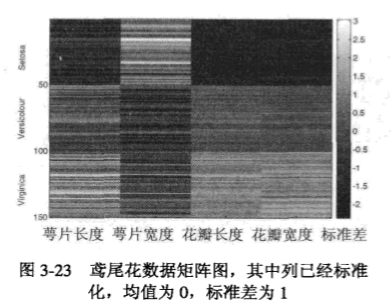 3
2.5
2
1.5
1
0.5
0
-0.5
-1
-1.5
-2
Setosa
50
Versicolour
100
Virginica
150
萼片长度 萼片宽度 花瓣长度 花瓣宽度 标准差
图 3-23 鸢尾花数据矩阵图，其中列已经标准
化，均值为 0，标准差为 1